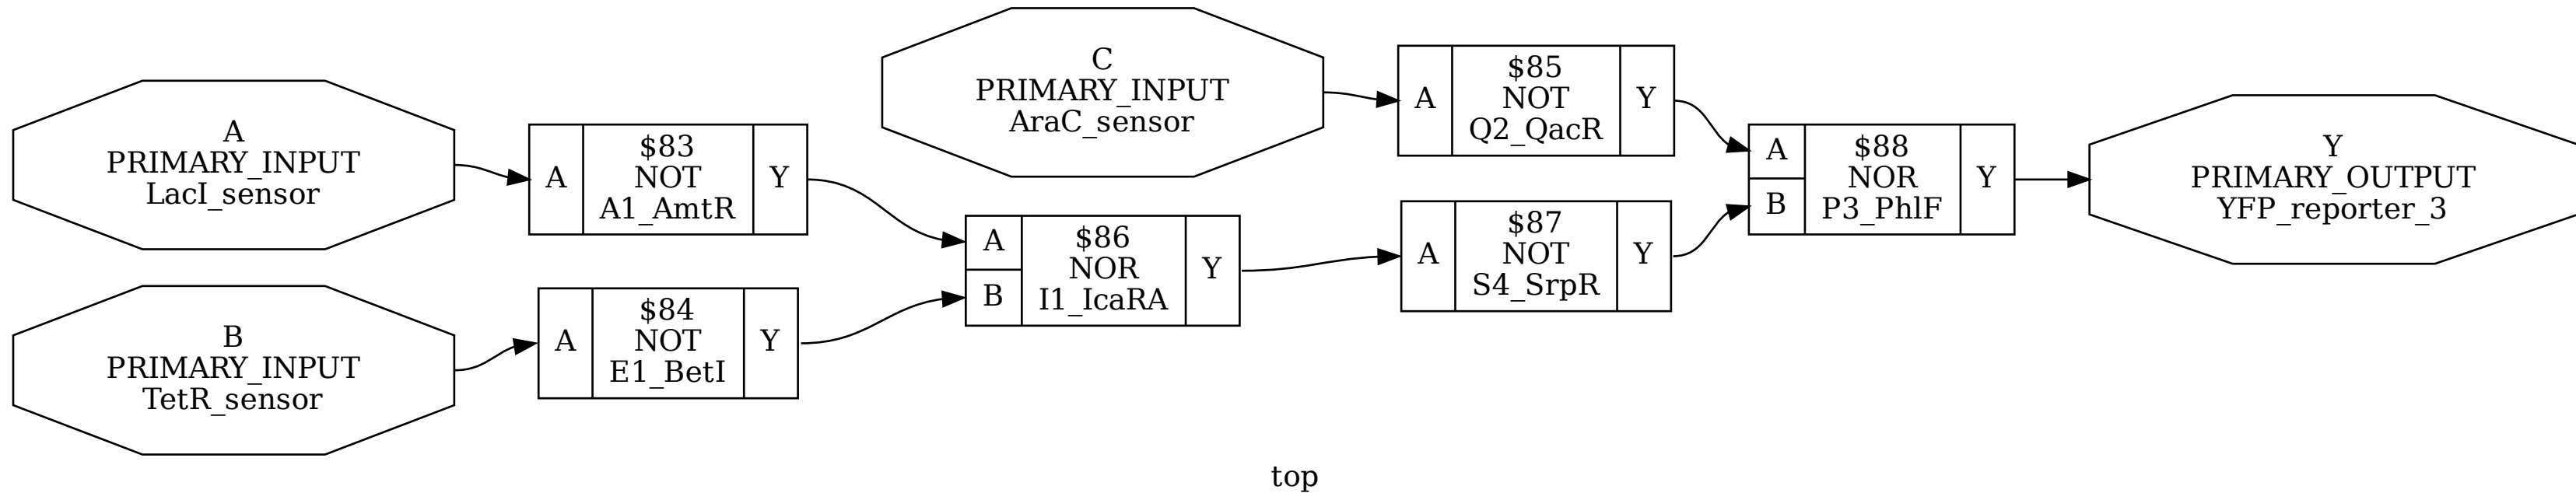 A
PRIMARY_INPUT
LacI_sensor
B
PRIMARY_INPUT
TetR_sensor
A
$83
NOT
A1_AmtR
Y
A
$84
NOT
E1_BetI
Y
C
PRIMARY_INPUT
AraC_sensor
A
B
$86
NOR
I1_IcaRA
Y
A
$85
NOT
Q2_QacR
Y
A
$87
NOT
S4_SrpR
Y
A
B
$88
NOR
P3_PhlF
Y
Y
PRIMARY_OUTPUT
YFP_reporter_3
top